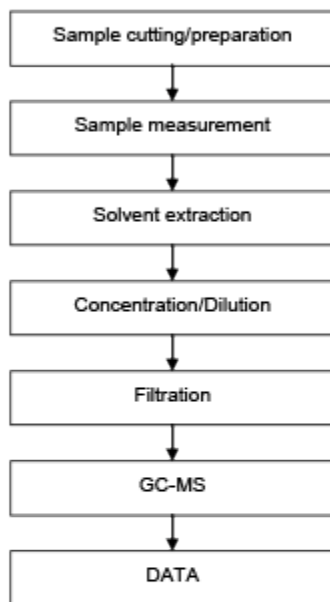 Sample cutting/preparation
Sample measurement
Solvent extraction
Concentration/Dilution
Filtration
GC-MS
DATA